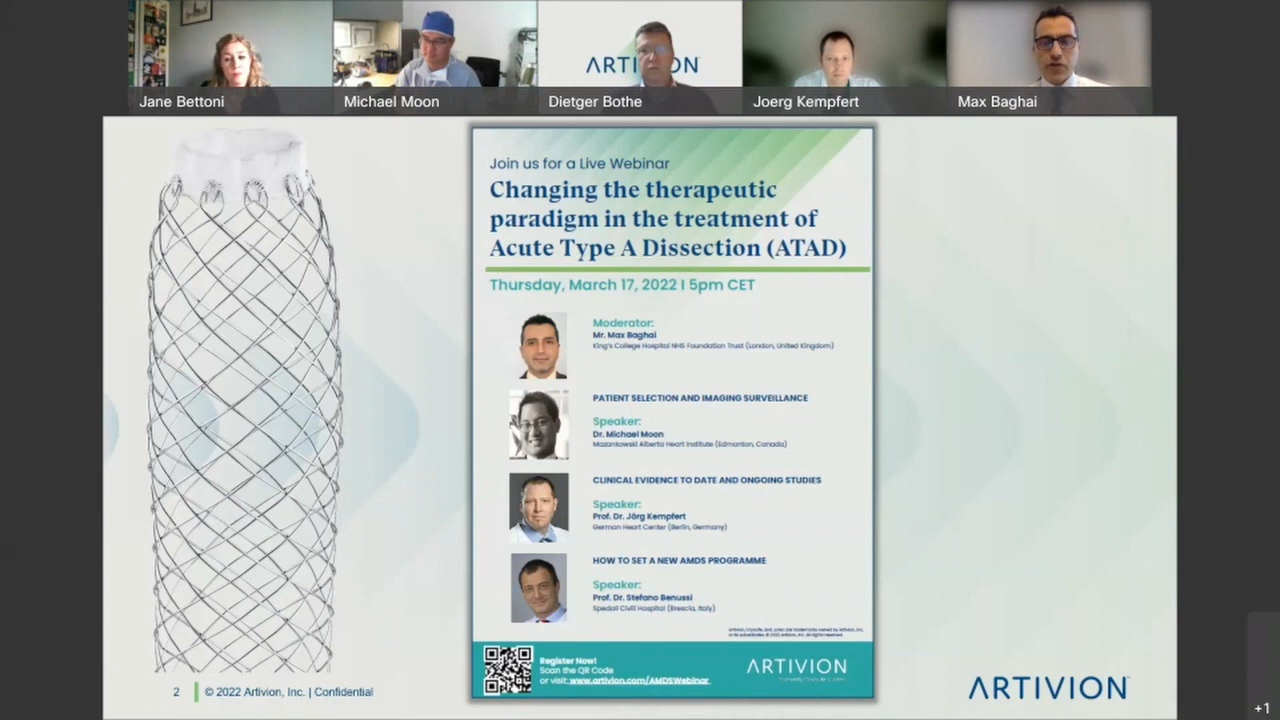 ARTIVION
Jane Bettoni
Michael Moon
Dietger Bothe
Joerg Kempfert
Max Baghai
Join us for a Live Webinar
Changing the therapeutic
paradigm in the treatment of
Acute Type A Dissection (ATAD)
Thursday, March 17, 2022 I 5pm CET
Moderator:
Mr. Max Baghai
King's College Hospital NHS Foundation Trust (London, United Kingdom)
PATIENT SELECTION AND IMAGING SURVEILLANCE
Speaker:
Dr. Michael Moon
Mazankowski Alberta Heart Institute (Edmonton, Canada)
CLINICAL EVIDENCE TO DATE AND ONGOING STUDIES
Speaker:
Prof. Dr. Jörg Kempfert
German Heart Center (Berlin, Germany)
HOW TO SET A NEW AMDS PROGRAMME
Speaker:
Prof. Dr. Stefano Benussi
Spedali Civili Hospital (Brescia, Italy)
Register Now!
Scan the QR Code
or visit: www.artivion.com/AMDSWebinar
ARTIVION
2
© 2022 Artivion, Inc. | Confidential
ARTIVION
+1